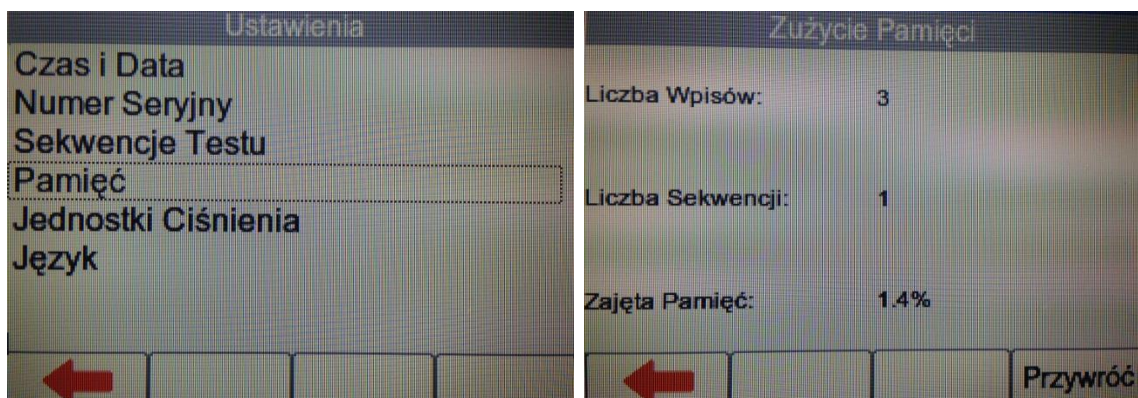 Ustawienia
Czas i Data
Numer Seryjny
Sekwencje Testu
Pamięć
Jednostki Ciśnienia
Język
Zużycie Pamięci
Liczba Wpisów: 3
Liczba Sekwencji: 1
Zajęta Pamięć: 1.4%
Przywróć